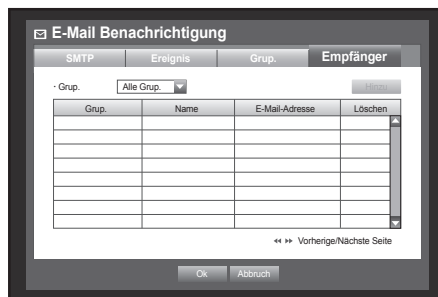 E-Mail Benachrichtigung
SMTP Ereignis Grup. Empfänger
· Grup. Alle Grup. Hinzu.
Grup. Name E-Mail-Adresse Löschen
Vorherige/Nächste Seite
Ok Abbruch